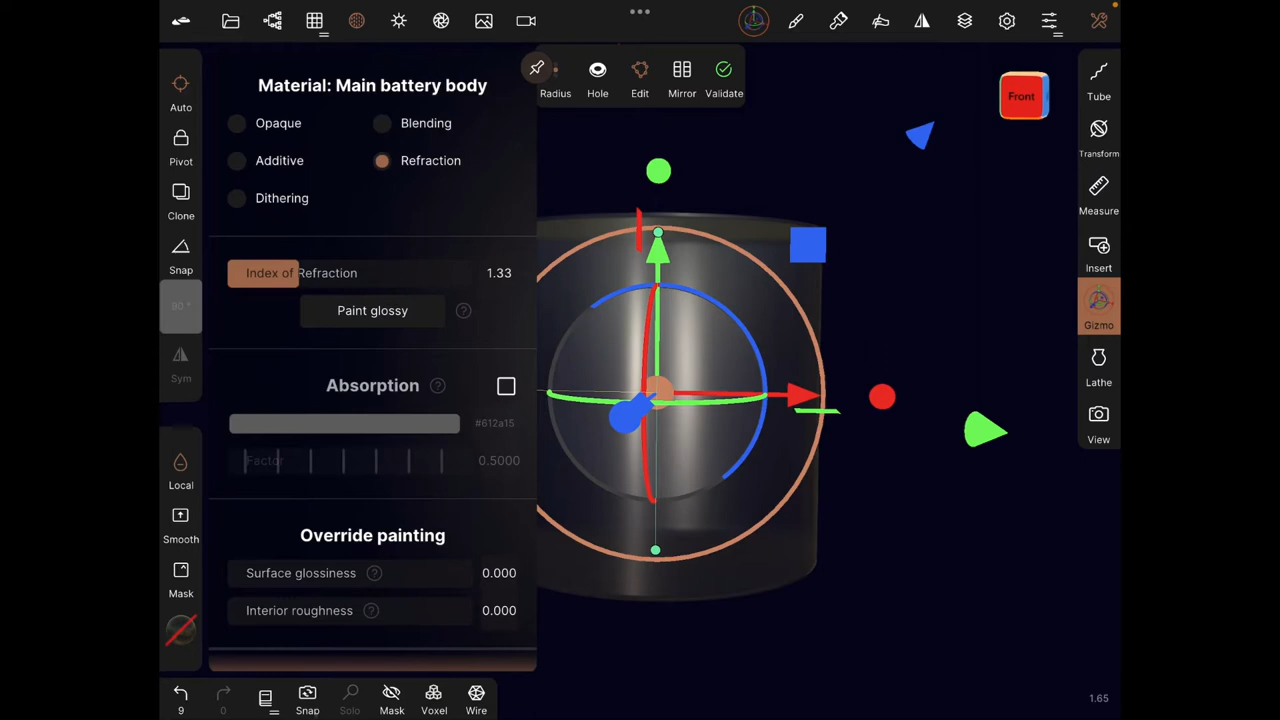 Material: Main battery body
Opaque
Blending
Additive
Refraction
Dithering
Index of Refraction 1.33
Paint glossy ?
Absorption ?
#612a15
Factor 0.5000
Override painting
Surface glossiness ? 0.000
Interior roughness ? 0.000
Auto
Pivot
Clone
Snap
90 °
Sym
Local
Smooth
Mask
9
0
Snap
Solo
Mask
Voxel
Wire
Radius
Hole
Edit
Mirror
Validate
Front
Tube
Transform
Measure
Insert
Gizmo
Lathe
View
1.65